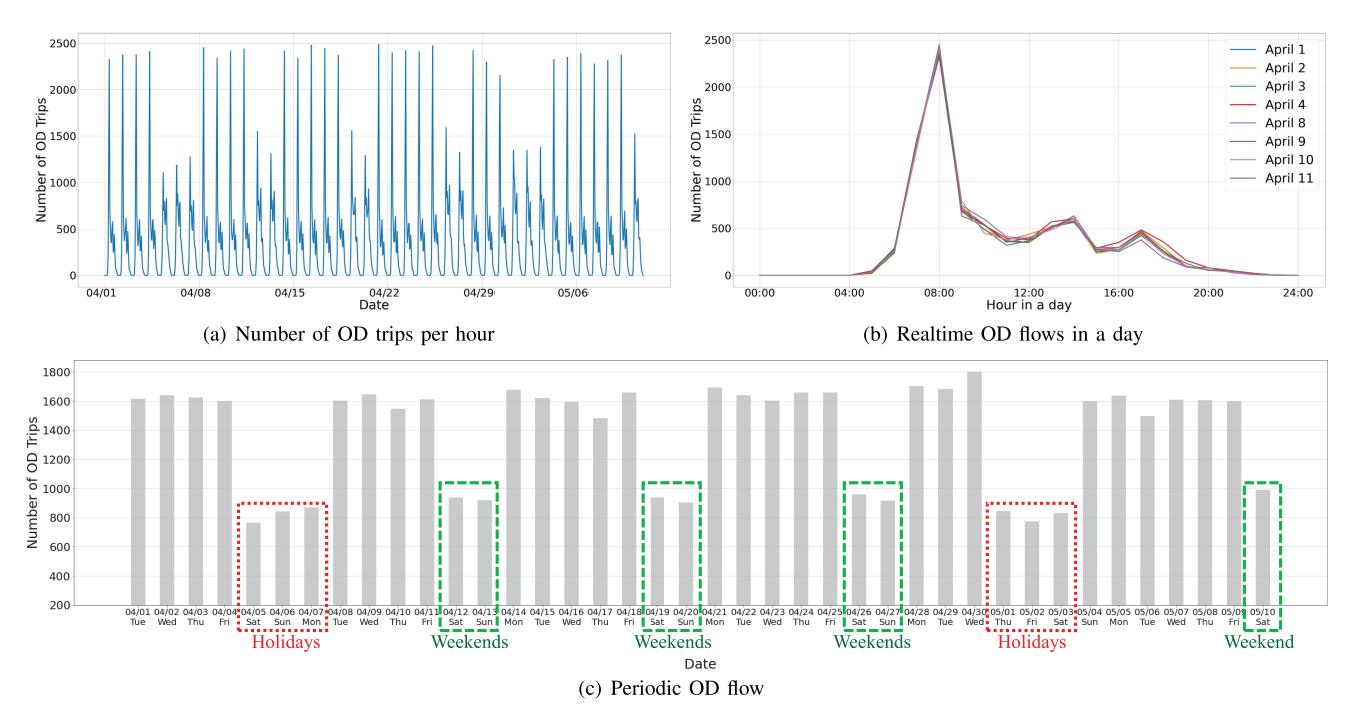 2500
2000
1500
1000
500
0
Number of OD Trips
04/01 04/08 04/15 04/22 04/29 05/06
Date
(a) Number of OD trips per hour
2500
2000
1500
1000
500
0
Number of OD Trips
April 1
April 2
April 3
April 4
April 8
April 9
April 10
April 11
00:00 04:00 08:00 12:00 16:00 20:00 24:00
Hour in a day
(b) Realtime OD flows in a day
1800
1600
1400
1200
1000
800
600
400
200
Number of OD Trips
04/01 04/02 04/03 04/04 04/05 04/06 04/07 04/08 04/09 04/10 04/11 04/12 04/13 04/14 04/15 04/16 04/17 04/18 04/19 04/20 04/21 04/22 04/23 04/24 04/25 04/26 04/27 04/28 04/29 04/30 05/01 05/02 05/03 05/04 05/05 05/06 05/07 05/08 05/09 05/10
Tue Wed Thu Fri Sat Sun Mon Tue Wed Thu Fri Sat Sun Mon Tue Wed Thu Fri Sat Sun Mon Tue Wed Thu Fri Sat Sun Mon Tue Wed Thu Fri Sat Sun Mon Tue Wed Thu Fri Sat
Holidays Weekends Weekends Weekends Holidays Weekend
Date
(c) Periodic OD flow